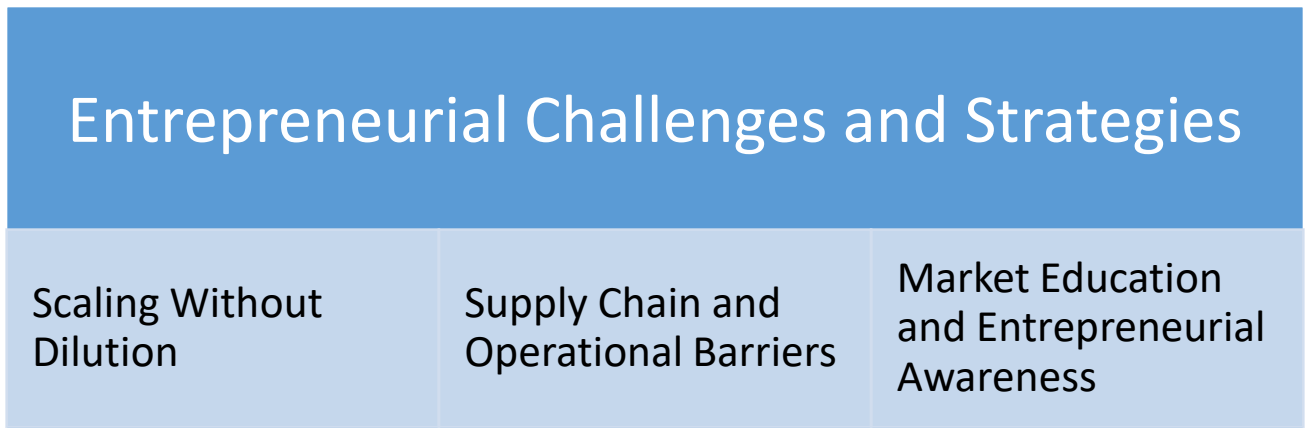 Entrepreneurial Challenges and Strategies
Scaling Without
Dilution
Supply Chain and
Operational Barriers
Market Education
and Entrepreneurial
Awareness